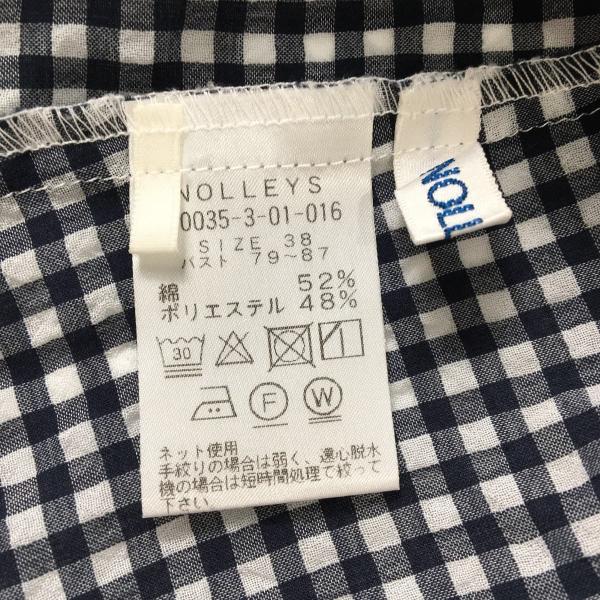 NOLLEYS
0035-3-01-016
SIZE 38
バスト 79~87
綿 52%
ポリエステル 48%
30
F
W
ネット使用
手絞りの場合は弱く、遠心脱水
機の場合は短時間処理で絞って
下さい
NOLL